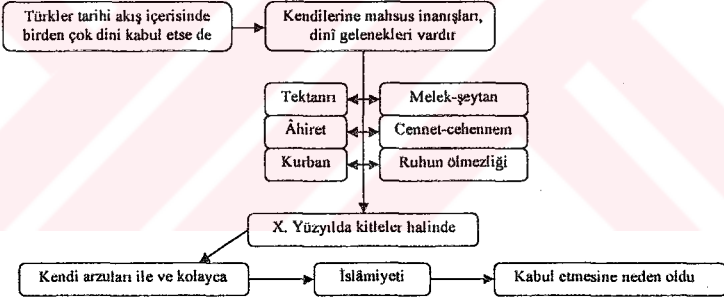 Türkler tarihi akış içerisinde
birden çok dini kabul etse de
Kendilerine mahsus inanışları,
dinî gelenekleri vardır
Tektanrı
Melek-şeytan
Âhiret
Cennet-cehennem
Kurban
Ruhun ölmezliği
X. Yüzyılda kitleler halinde
Kendi arzuları ile ve kolayca
İslâmiyeti
Kabul etmesine neden oldu